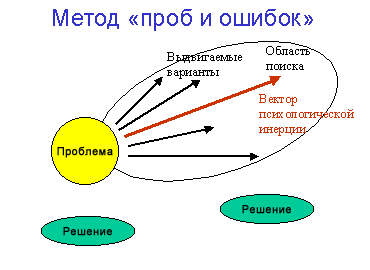 Метод «проб и ошибок»
Выдвигаемые
варианты
Область
поиска
Вектор
психологической
инерции
Проблема
Решение
Решение